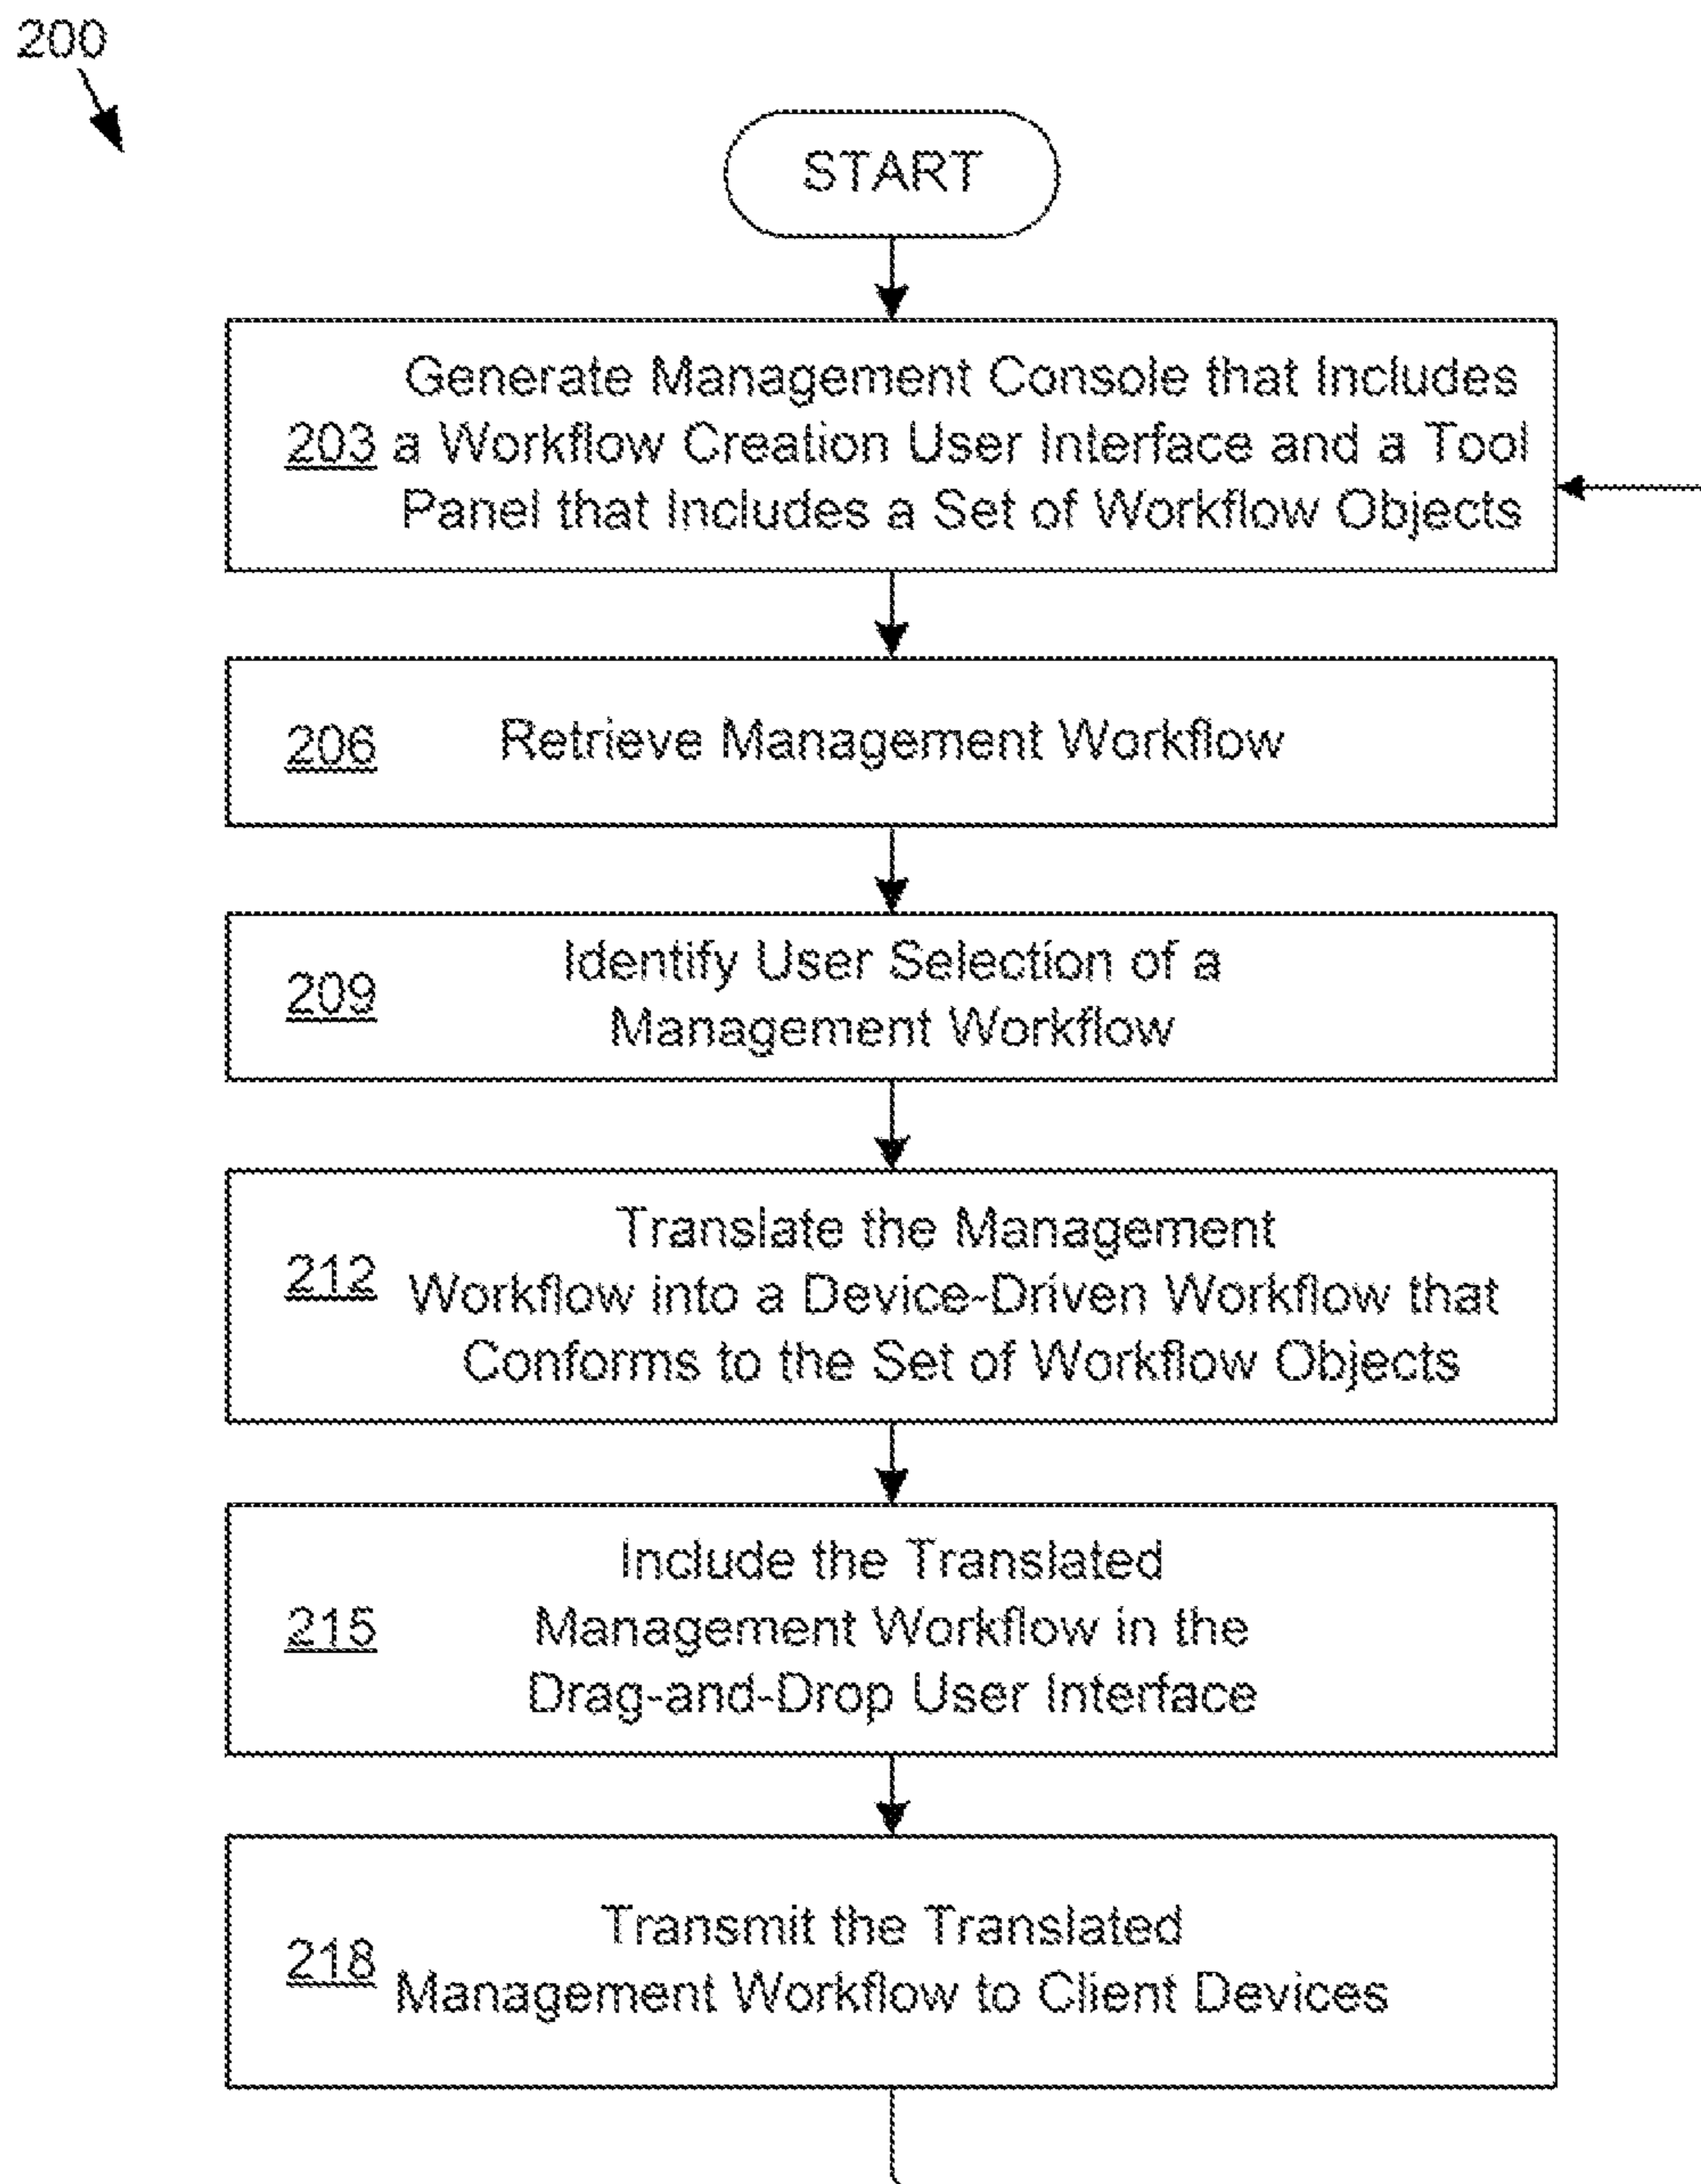 200
START
Generate Management Console that Includes
203 a Workflow Creation User Interface and a Tool
Panel that Includes a Set of Workflow Objects
206 Retrieve Management Workflow
Identify User Selection of a
209
Management Workflow
Translate the Management
212
Workflow into a Device-Driven Workflow that
Conforms to the Set of Workflow Objects
Include the Translated
215 Management Workflow in the
Drag-and-Drop User Interface
Transmit the Translated
218
Management Workflow to Client Devices